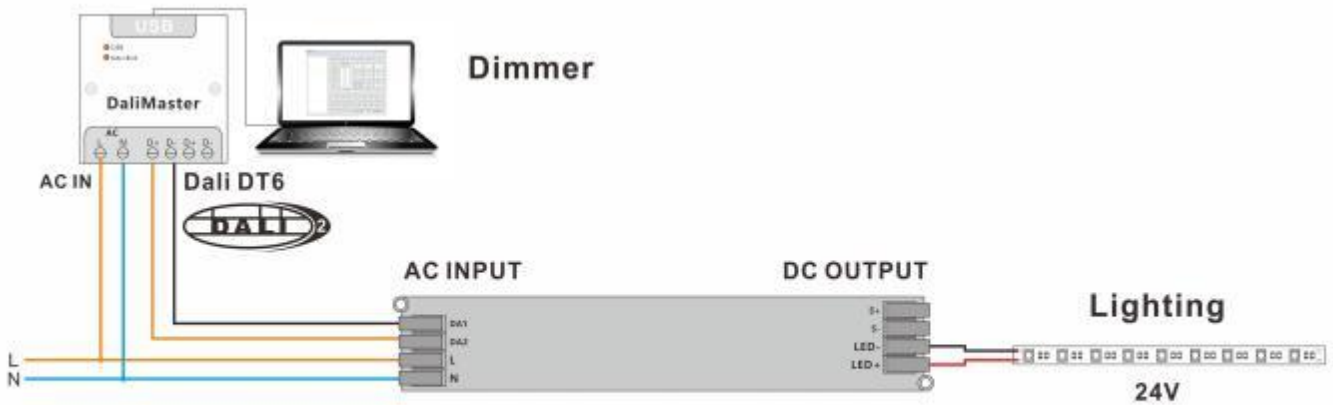 USB
DaliMaster
AC
L N D+ D- D+ D-
Dimmer
AC IN
Dali DT6
DALI 2
AC INPUT
DC OUTPUT
DA1
DA2
L
N
S+
S-
LED-
LED+
Lighting
24V
L
N